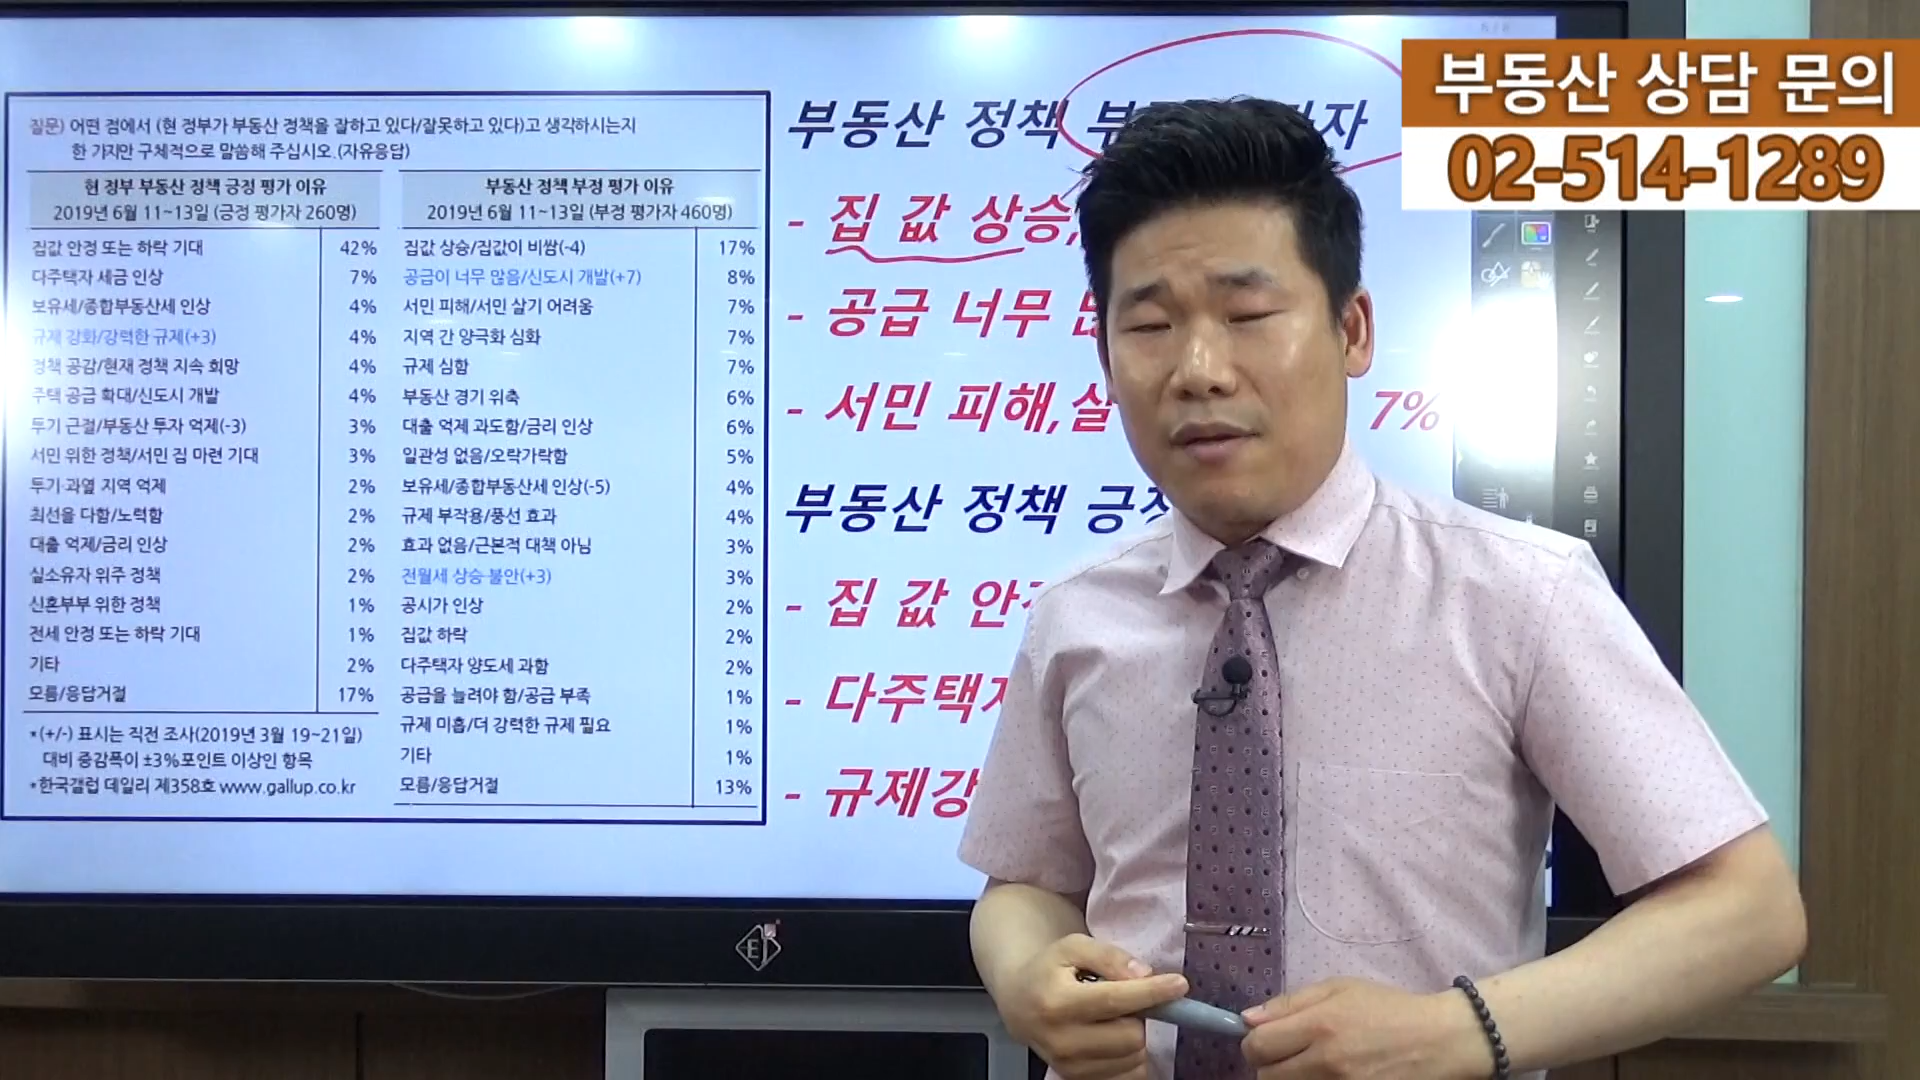 부동산 상담 문의
02-514-1289
질문) 어떤 점에서 (현 정부가 부동산 정책을 잘하고 있다/잘못하고 있다)고 생각하시는지
한 가지만 구체적으로 말씀해 주십시오.(자유응답)
현 정부 부동산 정책 긍정 평가 이유
2019년 6월 11~13일 (긍정 평가자 260명)
집값 안정 또는 하락 기대 42%
다주택자 세금 인상 7%
보유세/종합부동산세 인상 4%
규제 강화/강력한 규제(+3) 4%
정책 공감/현재 정책 지속 희망 4%
주택 공급 확대/신도시 개발 4%
투기 근절/부동산 투자 억제(-3) 3%
서민 위한 정책/서민 집 마련 기대 3%
투기·과열 지역 억제 2%
최선을 다함/노력함 2%
대출 억제/금리 인상 2%
실소유자 위주 정책 2%
신혼부부 위한 정책 1%
전세 안정 또는 하락 기대 1%
기타 2%
모름/응답거절 17%
*(+/-) 표시는 직전 조사(2019년 3월 19~21일)
대비 증감폭이 ±3%포인트 이상인 항목
*한국갤럽 데일리 제358호 www.gallup.co.kr
부동산 정책 부정 평가 이유
2019년 6월 11~13일 (부정 평가자 460명)
집값 상승/집값이 비쌈(-4) 17%
공급이 너무 많음/신도시 개발(+7) 8%
서민 피해/서민 살기 어려움 7%
지역 간 양극화 심화 7%
규제 심함 7%
부동산 경기 위축 6%
대출 억제 과도함/금리 인상 6%
일관성 없음/오락가락함 5%
보유세/종합부동산세 인상(-5) 4%
규제 부작용/풍선 효과 4%
효과 없음/근본적 대책 아님 3%
전월세 상승·불안(+3) 3%
공시가 인상 2%
집값 하락 2%
다주택자 양도세 과함 2%
공급을 늘려야 함/공급 부족 1%
규제 미흡/더 강력한 규제 필요 1%
기타 1%
모름/응답거절 13%
부동산 정책
- 집 값 상승,
- 공급 너무
- 서민 피해,살 7%
부동산 정책 긍정
- 집 값
- 다주택자
- 규제강